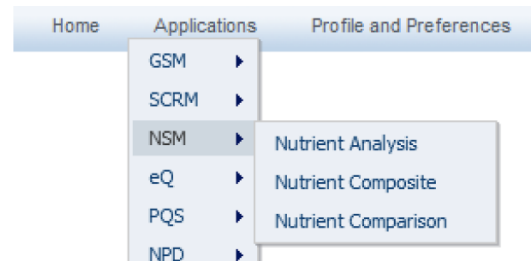 Home Applications Profile and Preferences
GSM
SCRM
NSM
eQ
PQS
NPD
Nutrient Analysis
Nutrient Composite
Nutrient Comparison